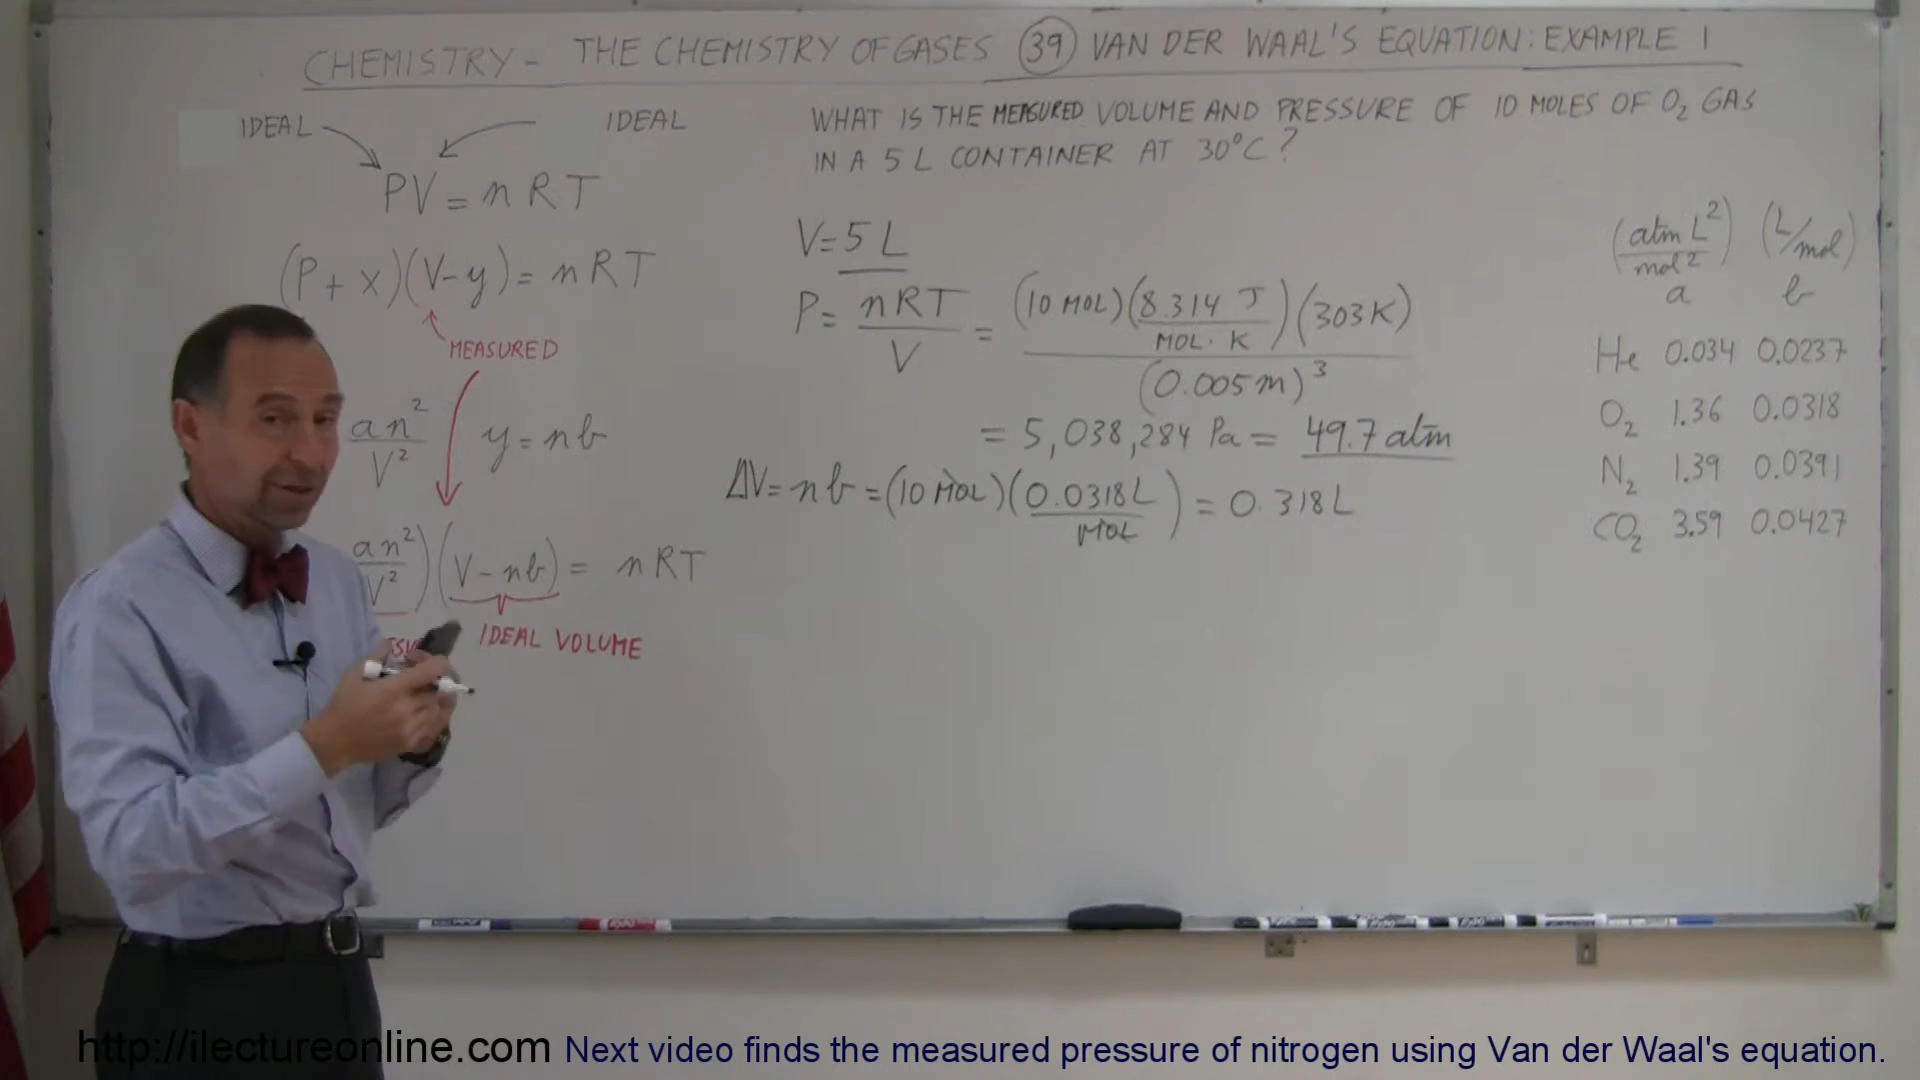 CHEMISTRY - THE CHEMISTRY OF GASES 39 VAN DER WAAL'S EQUATION: EXAMPLE 1
IDEAL IDEAL
PV = nRT
(P + x)(V - y) = nRT
MEASURED
an²/V² y = nb
an²/V²)(V - nb) = nRT
IDEAL VOLUME
WHAT IS THE MEASURED VOLUME AND PRESSURE OF 10 MOLES OF O₂ GAS
IN A 5 L CONTAINER AT 30°C?
V = 5 L
P = nRT/V = (10 MOL)(8.314 J/MOL·K)(303K)/(0.005m)³
= 5,038,284 Pa = 49.7 atm
ΔV = nb = (10 MOL)(0.0318L/MOL) = 0.318L
(atm L²/mol²) (L/mol)
a b
He 0.034 0.0237
O₂ 1.36 0.0318
N₂ 1.39 0.0391
CO₂ 3.59 0.0427
http://ilectureonline.com Next video finds the measured pressure of nitrogen using Van der Waal's equation.